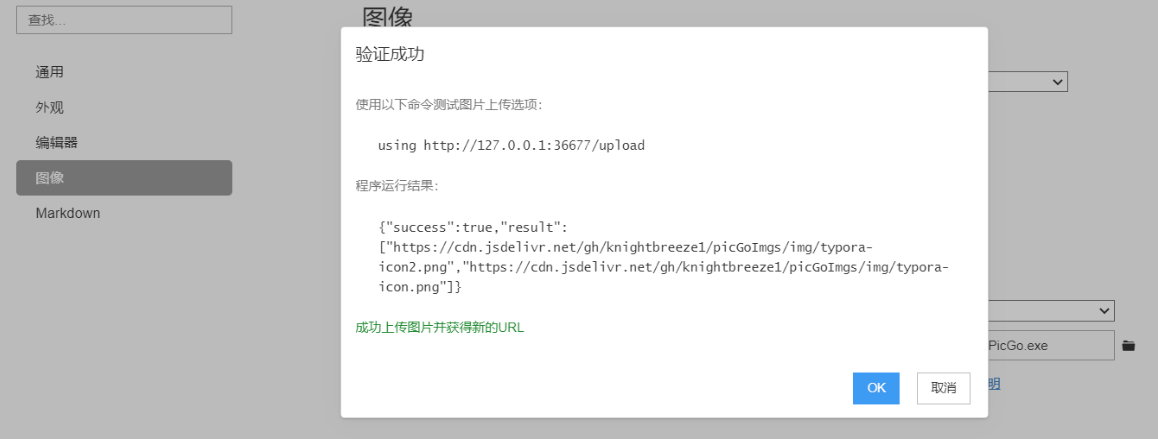 查找...
通用
外观
编辑器
图像
Markdown
图像
验证成功
使用以下命令测试图片上传选项:
using http://127.0.0.1:36677/upload
程序运行结果:
{"success":true,"result":
["https://cdn.jsdelivr.net/gh/knightbreeze1/picGoImgs/img/typora-
icon2.png","https://cdn.jsdelivr.net/gh/knightbreeze1/picGoImgs/img/typora-
icon.png"]}
成功上传图片并获得新的URL
PicGo.exe
明
OK
取消